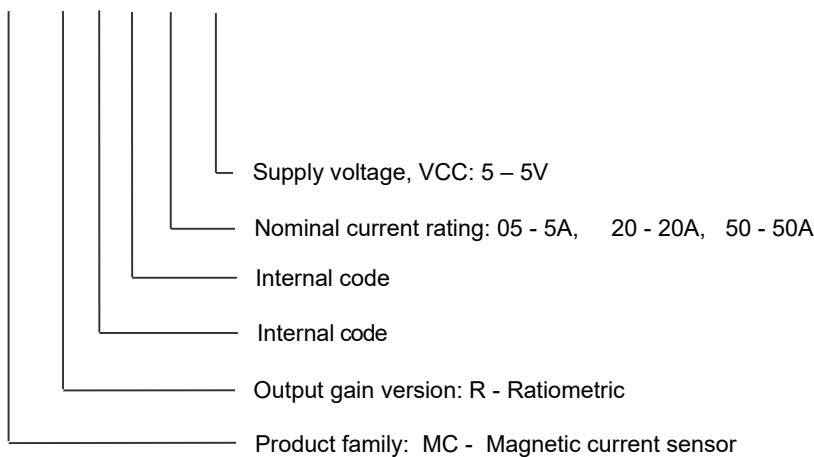 Supply voltage, VCC: 5 – 5V
Nominal current rating: 05 - 5A, 20 - 20A, 50 - 50A
Internal code
Internal code
Output gain version: R - Ratiometric
Product family: MC - Magnetic current sensor